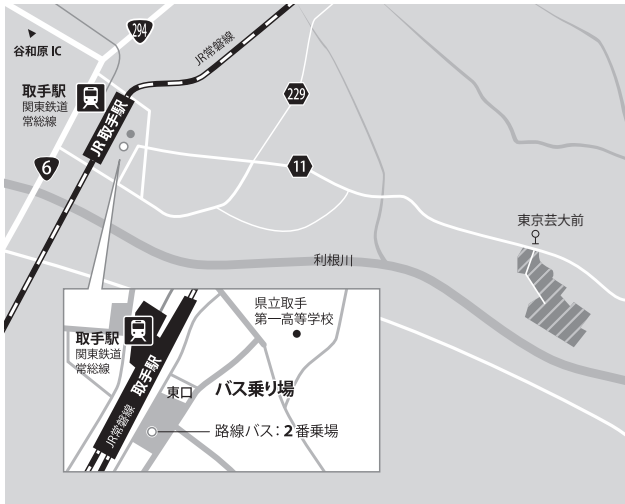 294
谷和原 IC
JR常磐線
取手駅
関東鉄道
常総線
JR 取手駅
229
6
11
東京芸大前
利根川
県立取手
第一高等学校
取手駅
関東鉄道
常総線
取手駅
JR常磐線
東口
バス乗り場
路線バス：2番乗場